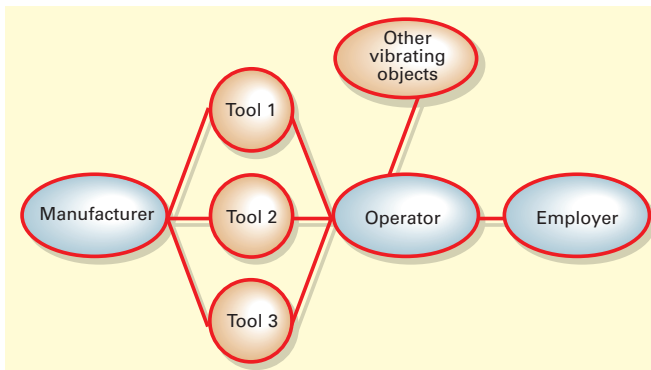 Other
vibrating
objects
Tool 1
Manufacturer
Tool 2
Operator
Employer
Tool 3